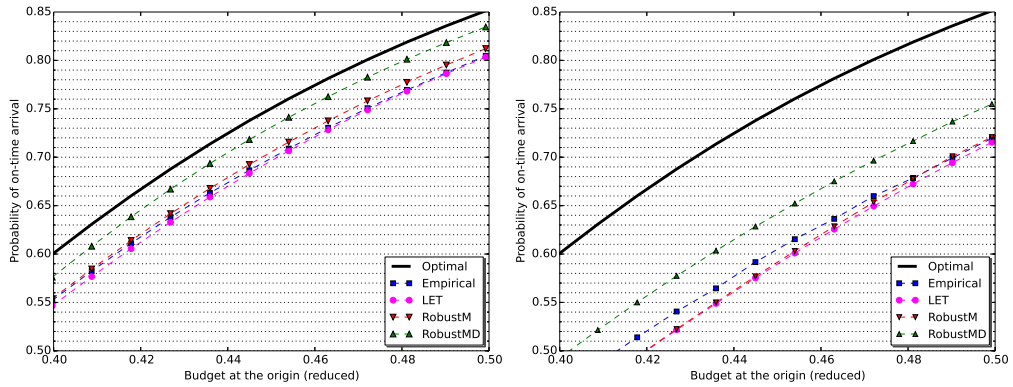 0.85
0.80
0.75
0.70
0.65
0.60
0.55
0.50
Probability of on-time arrival
0.40 0.42 0.44 0.46 0.48 0.50
Budget at the origin (reduced)
Optimal
Empirical
LET
RobustM
RobustMD
0.85
0.80
0.75
0.70
0.65
0.60
0.55
0.50
Probability of on-time arrival
0.40 0.42 0.44 0.46 0.48 0.50
Budget at the origin (reduced)
Optimal
Empirical
LET
RobustM
RobustMD